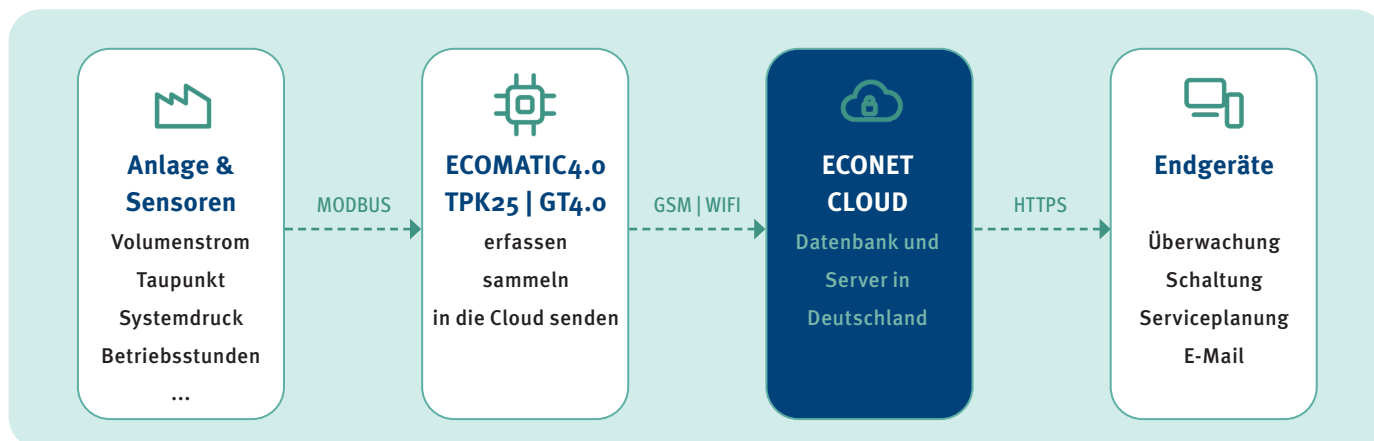 Anlage &
Sensoren
Volumenstrom
Taupunkt
Systemdruck
Betriebsstunden
...
MODBUS
ECOMATIC4.0
TPK25 | GT4.0
erfassen
sammeln
in die Cloud senden
GSM | WIFI
ECONET
CLOUD
Datenbank und
Server in
Deutschland
HTTPS
Endgeräte
Überwachung
Schaltung
Serviceplanung
E-Mail